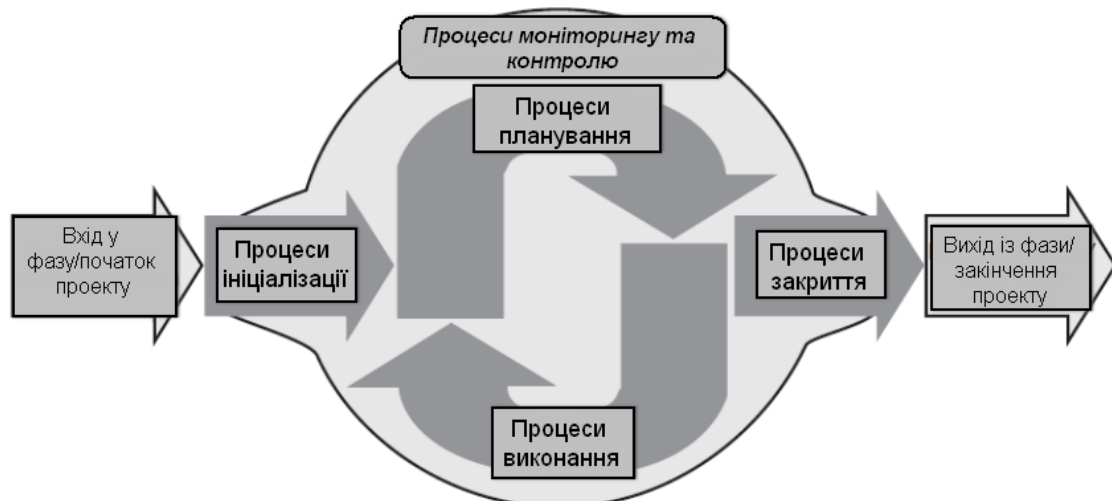 Процеси моніторингу та
контролю
Процеси
планування
Вхід у
фазу/початок
проекту
Процеси
ініціалізації
Процеси
закриття
Вихід із фази/
закінчення
проекту
Процеси
виконання